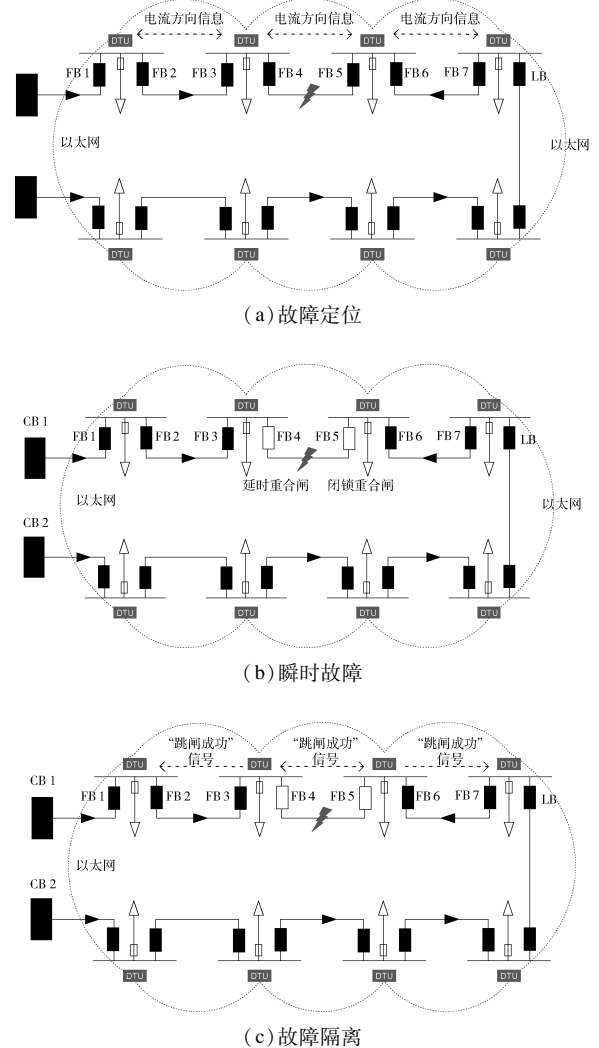 电流方向信息 电流方向信息 电流方向信息
DTU DTU DTU DTU
FB 1 FB 2 FB 3 FB 4 FB 5 FB 6 FB 7 LB
以太网 以太网
DTU DTU DTU DTU
(a)故障定位
DTU DTU DTU DTU
CB 1
FB 1 FB 2 FB 3 FB 4 FB 5 FB 6 FB 7 LB
延时重合闸 闭锁重合闸
以太网 以太网
CB 2
DTU DTU DTU DTU
(b)瞬时故障
“跳闸成功” “跳闸成功” “跳闸成功”
信号 信号 信号
DTU DTU DTU DTU
CB 1
FB 1 FB 2 FB 3 FB 4 FB 5 FB 6 FB 7 LB
以太网
CB 2
DTU DTU DTU DTU
(c)故障隔离